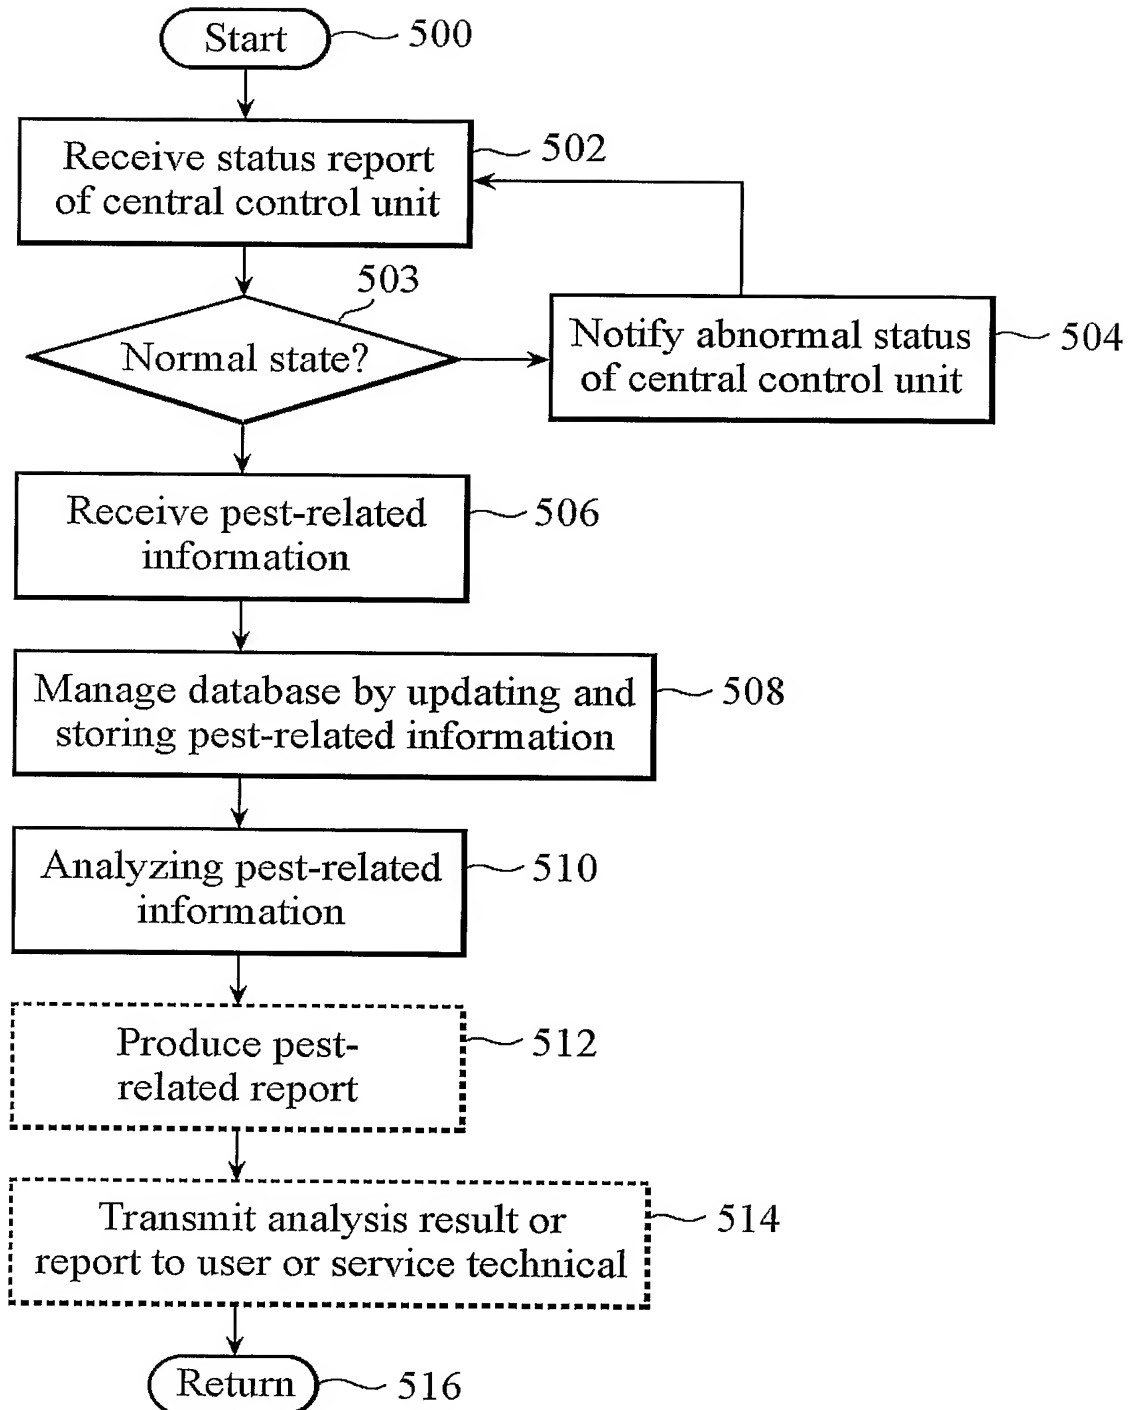 Start
500
Receive status report
of central control unit
502
503
Normal state?
Notify abnormal status
of central control unit
504
Receive pest-related
information
506
Manage database by updating and
storing pest-related information
508
Analyzing pest-related
information
510
Produce pest-
related report
512
Transmit analysis result or
report to user or service technical
514
Return
516